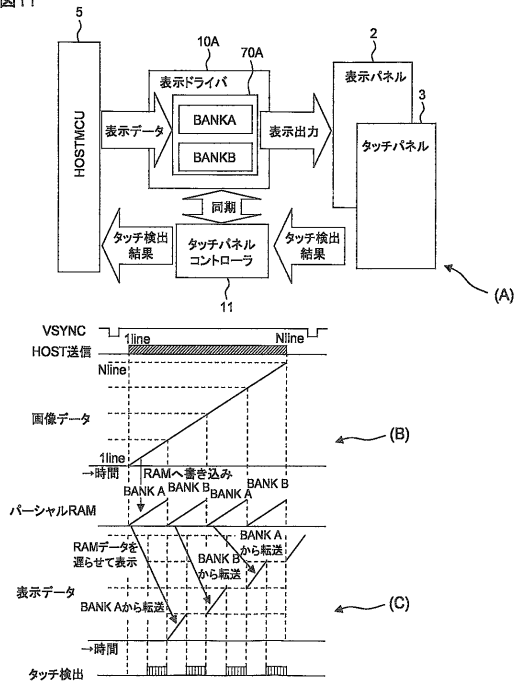 図11
5
10A
70A
2
3
HOSTMCU
表示データ
表示ドライバ
BANKA
BANKB
表示出力
表示パネル
タッチパネル
同期
タッチ検出
結果
タッチパネル
コントローラ
タッチ検出
結果
11
(A)
VSYNC
HOST送信
1line
Nline
Nline
画像データ
1line
→時間
RAMへ書き込み
(B)
BANK A
BANK B
BANK A
BANK B
パーシャルRAM
RAMデータを
遅らせて表示
BANK B
から転送
BANK A
から転送
表示データ
BANK Aから転送
(C)
→時間
タッチ検出